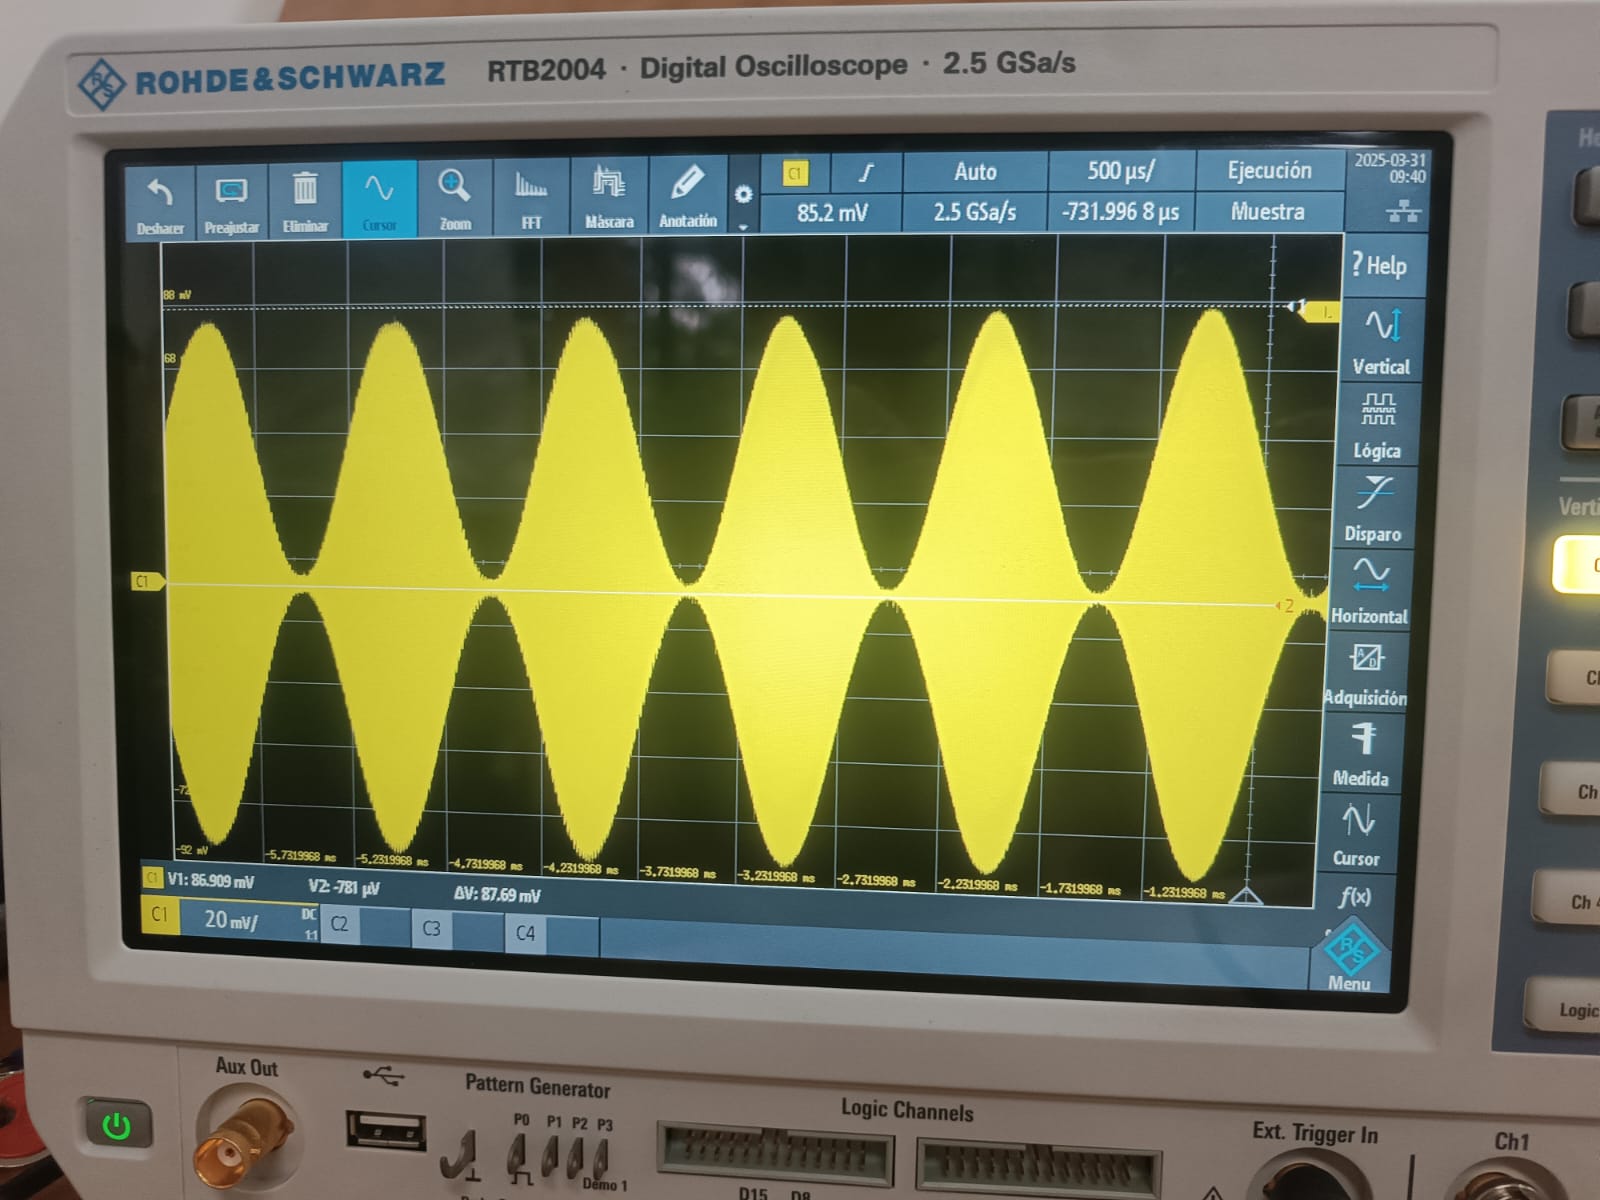 ROHDE&SCHWARZ RTB2004 · Digital Oscilloscope · 2.5 GSa/s
Deshacer
Preajustar
Eliminar
Cursor
Zoom
FFT
Máscara
Anotación
C1 Auto 500 µs/ Ejecución
85.2 mV 2.5 GSa/s -731.996 8 µs Muestra
2025-03-31
09:40
? Help
Vertical
Lógica
Disparo
Horizontal
A/D
Adquisición
Medida
Cursor
f(x)
R&S
Menu
88 mV
68
1
C1
2
-72
-92 mV
-5.7319968 ms -5.2319968 ms -4.7319968 ms -4.2319968 ms -3.7319968 ms -3.2319968 ms -2.7319968 ms -2.2319968 ms -1.7319968 ms -1.2319968 ms
C1 V1: 86.909 mV V2: -781 µV ΔV: 87.69 mV
C1 20 mV/ DC 1:1 C2 C3 C4
Verti
Ch
Ch
Ch 4
Logic
Aux Out
Pattern Generator
P0 P1 P2 P3
Demo 1
Logic Channels
D15 D8
Ext. Trigger In
Ch1